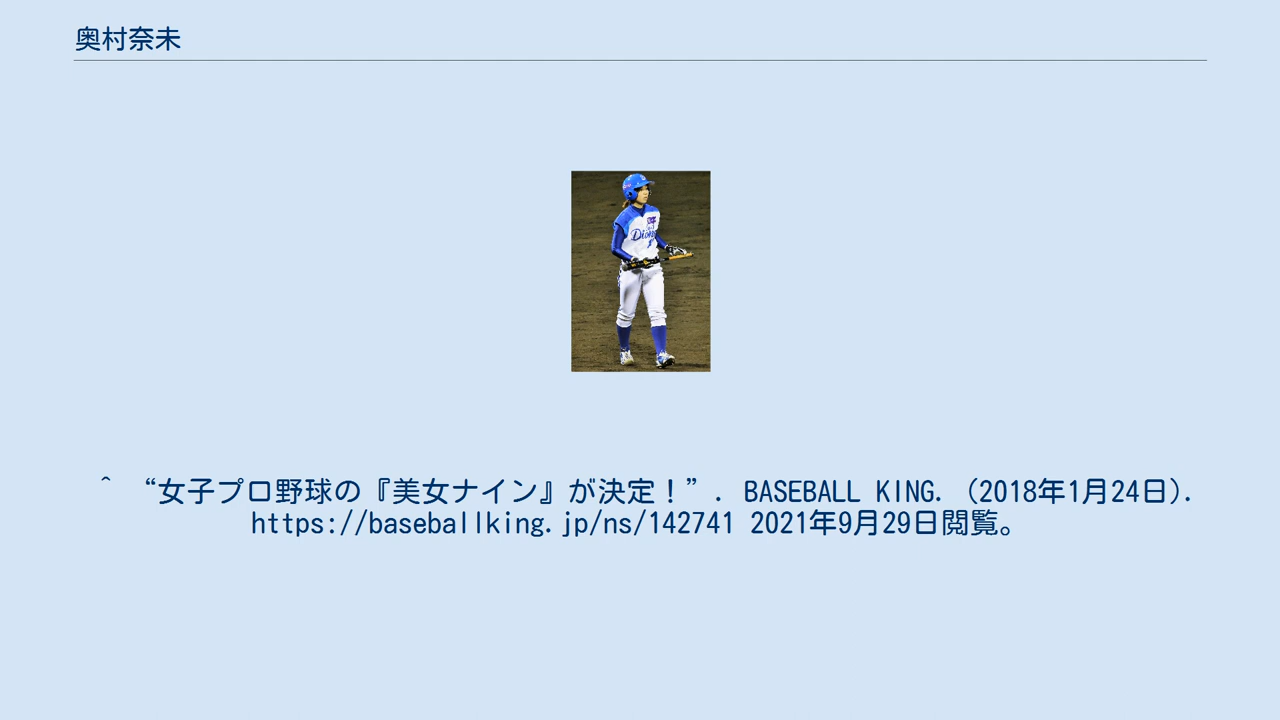 奥村奈未
^ “女子プロ野球の『美女ナイン』が決定！”. BASEBALL KING. (2018年1月24日).
https://baseballking.jp/ns/142741 2021年9月29日閲覧。